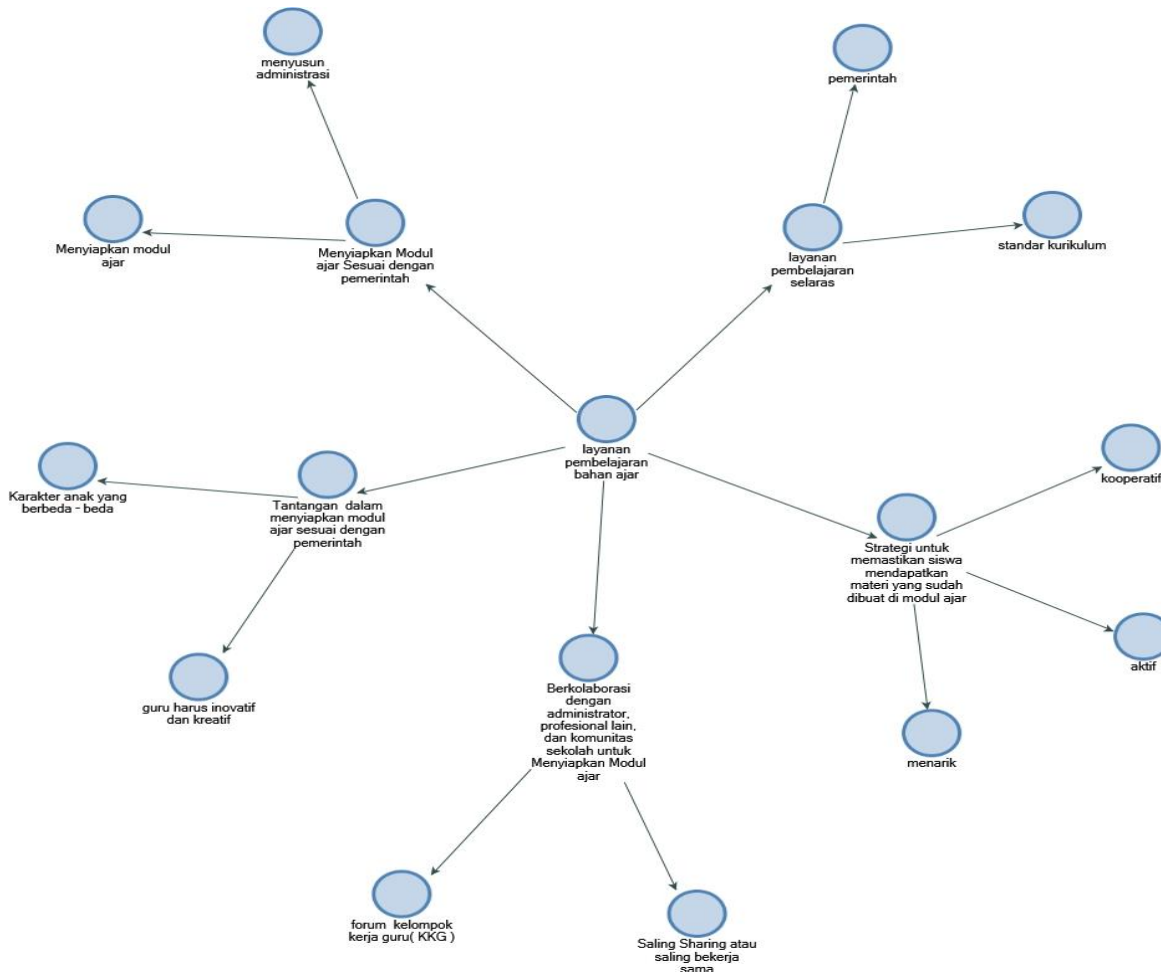 menyusun
administrasi
pemerintah
Menyiapkan modul
ajar
Menyiapkan Modul
ajar Sesuai dengan
pemerintah
layanan
pembelajaran
selaras
standar kurikulum
layanan
pembelajaran
bahan ajar
Karakter anak yang
berbeda - beda
Tantangan dalam
menyiapkan modul
ajar sesuai dengan
pemerintah
kooperatif
Strategi untuk
memastikan siswa
mendapatkan
materi yang sudah
dibuat di modul ajar
aktif
guru harus inovatif
dan kreatif
Berkolaborasi
dengan
administrator,
profesional lain,
dan komunitas
sekolah untuk
Menyiapkan Modul
ajar
menarik
forum kelompok
kerja guru( KKG )
Saling Sharing atau
saling bekerja
sama